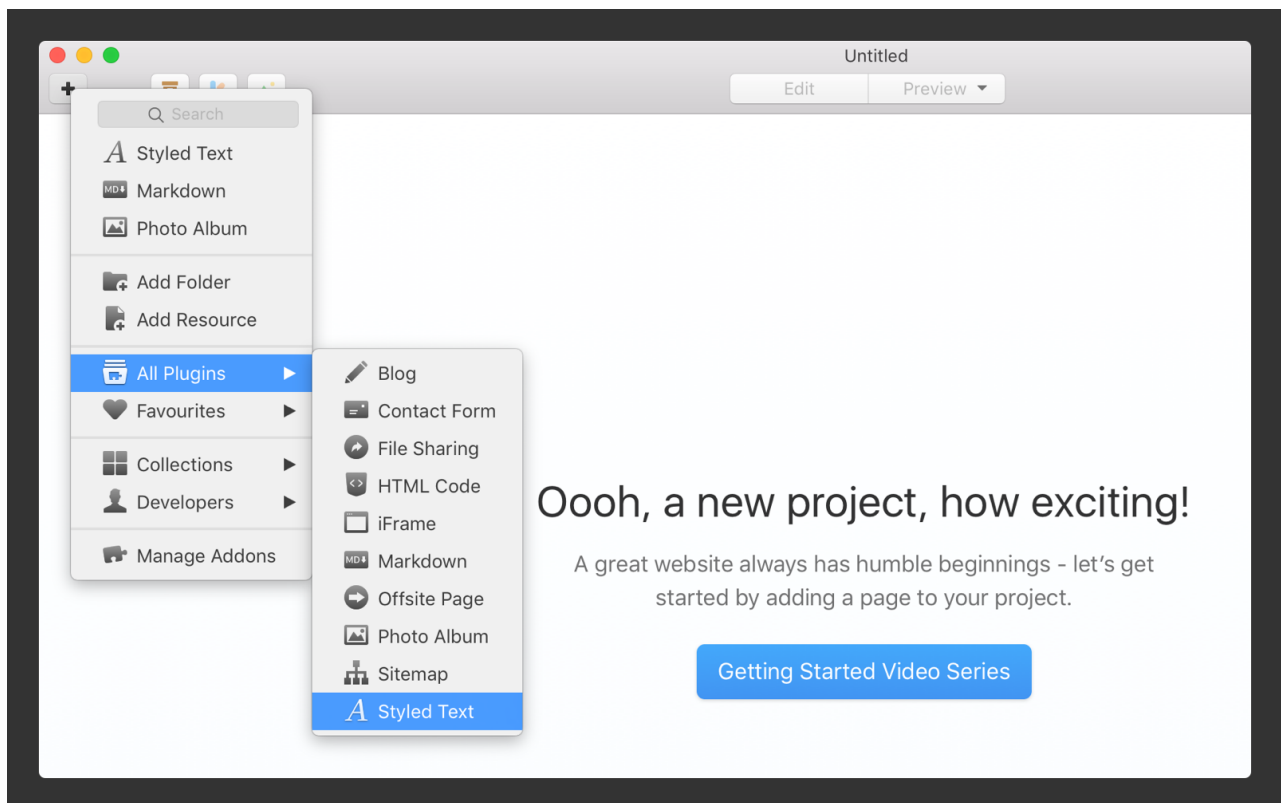 Untitled
Edit
Preview
Search
Styled Text
MD
Markdown
Photo Album
Add Folder
Add Resource
All Plugins
Favourites
Collections
Developers
Manage Addons
Blog
Contact Form
File Sharing
HTML Code
iFrame
MD
Markdown
Offsite Page
Photo Album
Sitemap
Styled Text
Oooh, a new project, how exciting!
A great website always has humble beginnings - let’s get
started by adding a page to your project.
Getting Started Video Series